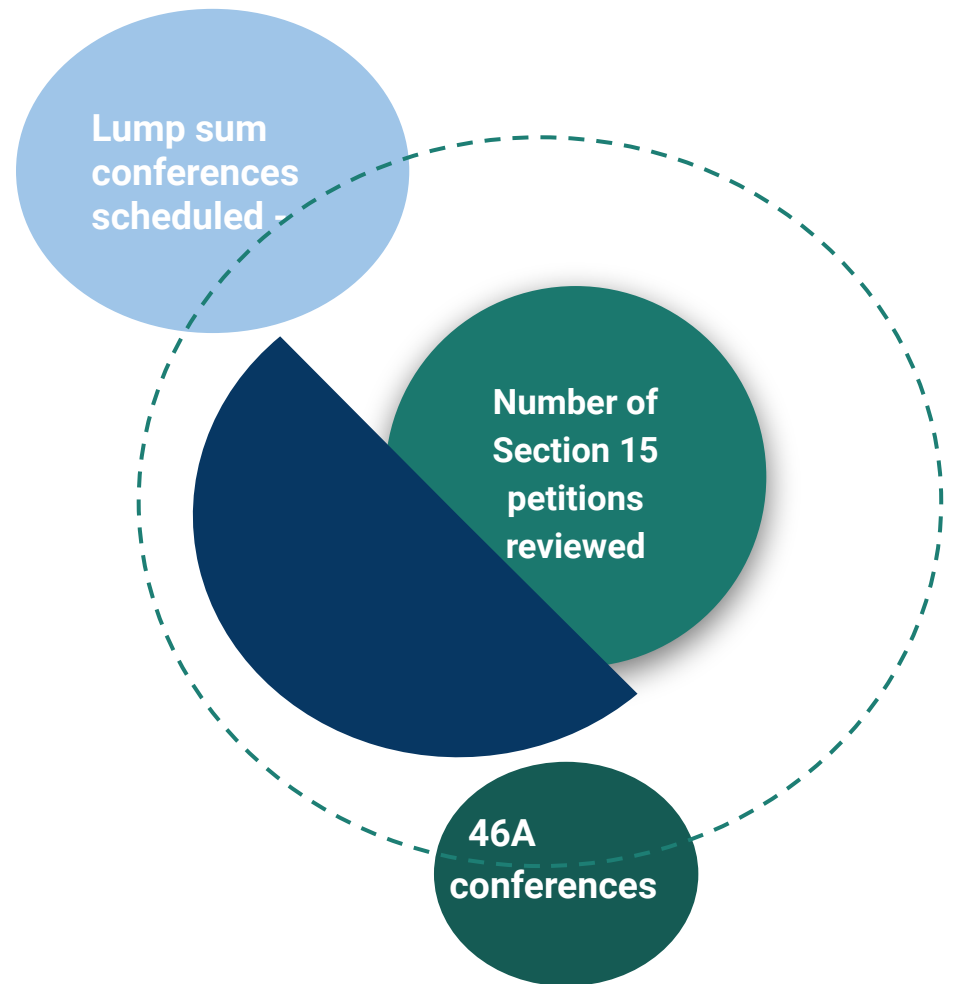 Lump sum
conferences
scheduled -
Number of
Section 15
petitions
reviewed
46A
conferences